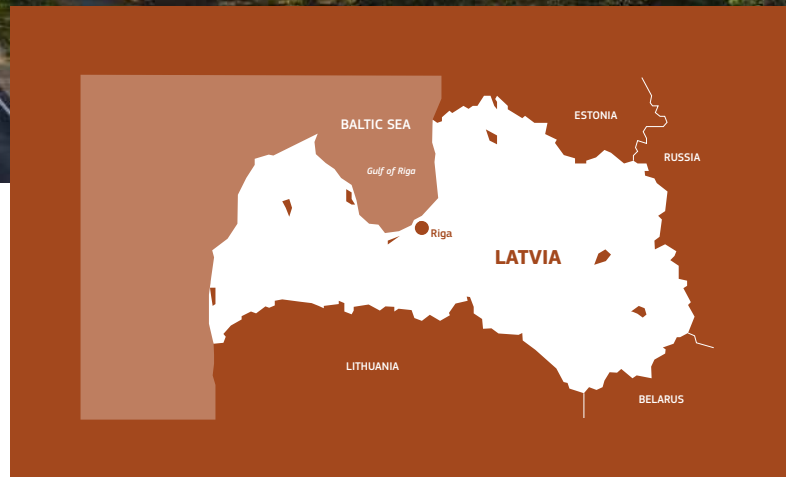 ESTONIA
BALTIC SEA
RUSSIA
Gulf of Riga
Riga
LATVIA
LITHUANIA
BELARUS